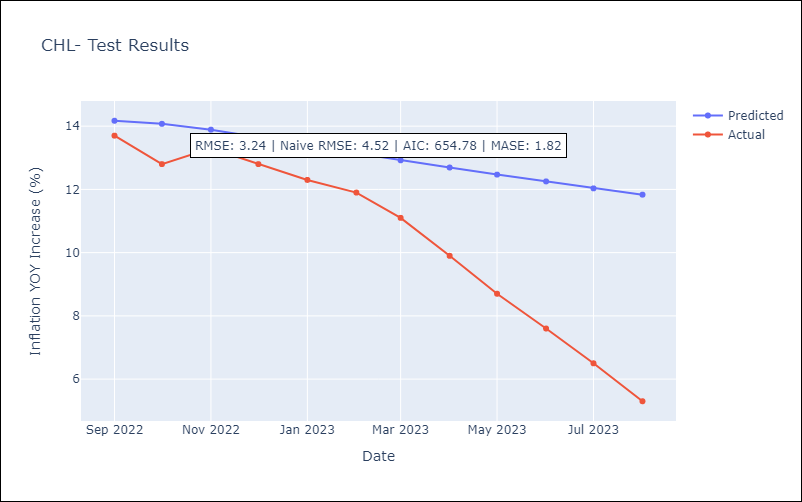 CHL- Test Results
Predicted
Actual
RMSE: 3.24 | Naive RMSE: 4.52 | AIC: 654.78 | MASE: 1.82
Inflation YOY Increase (%)
14
12
10
8
6
Sep 2022
Nov 2022
Jan 2023
Mar 2023
May 2023
Jul 2023
Date